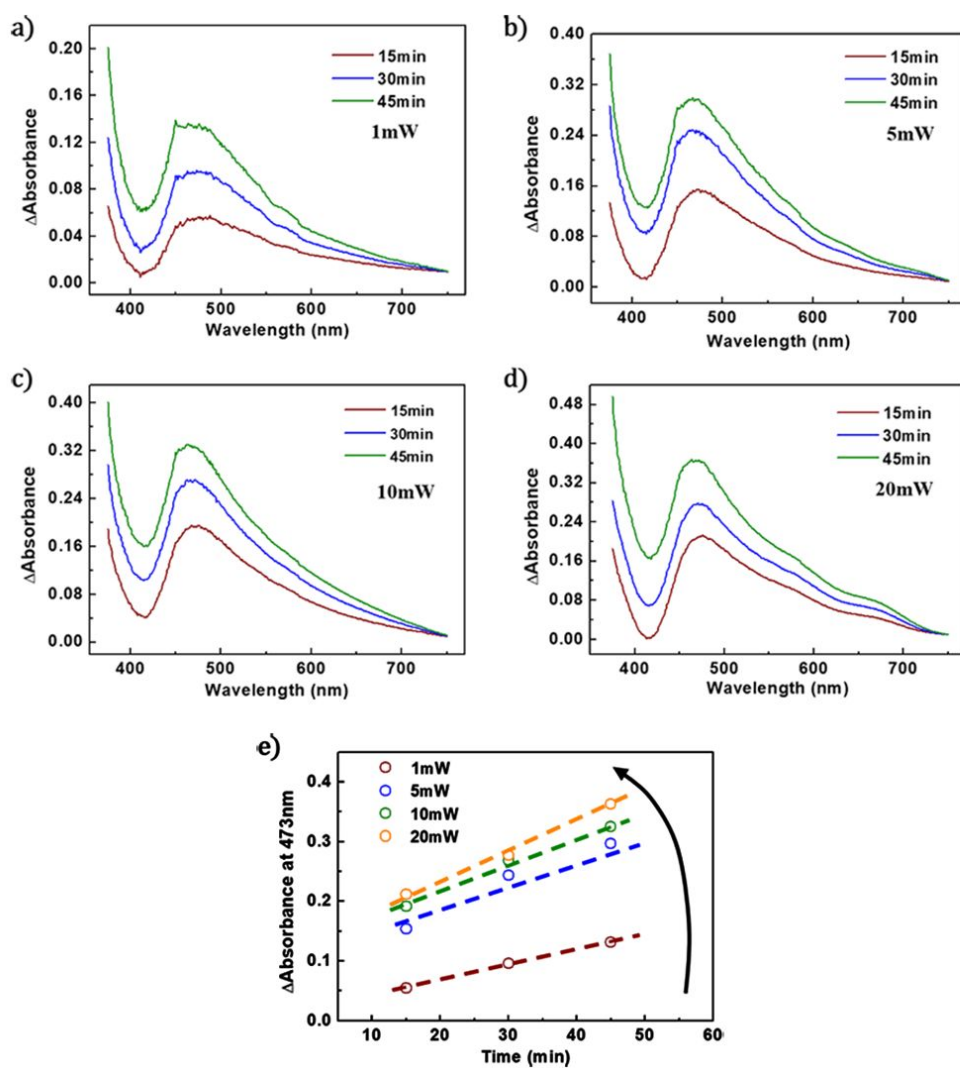 a)
ΔAbsorbance
0.20
0.16
0.12
0.08
0.04
0.00
15min
30min
45min
1mW
400 500 600 700
Wavelength (nm)
b)
ΔAbsorbance
0.40
0.32
0.24
0.16
0.08
0.00
15min
30min
45min
5mW
400 500 600 700
Wavelength (nm)
c)
ΔAbsorbance
0.40
0.32
0.24
0.16
0.08
0.00
15min
30min
45min
10mW
400 500 600 700
Wavelength (nm)
d)
ΔAbsorbance
0.48
0.40
0.32
0.24
0.16
0.08
0.00
15min
30min
45min
20mW
400 500 600 700
Wavelength (nm)
e)
ΔAbsorbance at 473nm
0.4
0.3
0.2
0.1
0.0
1mW
5mW
10mW
20mW
10 20 30 40 50 60
Time (min)